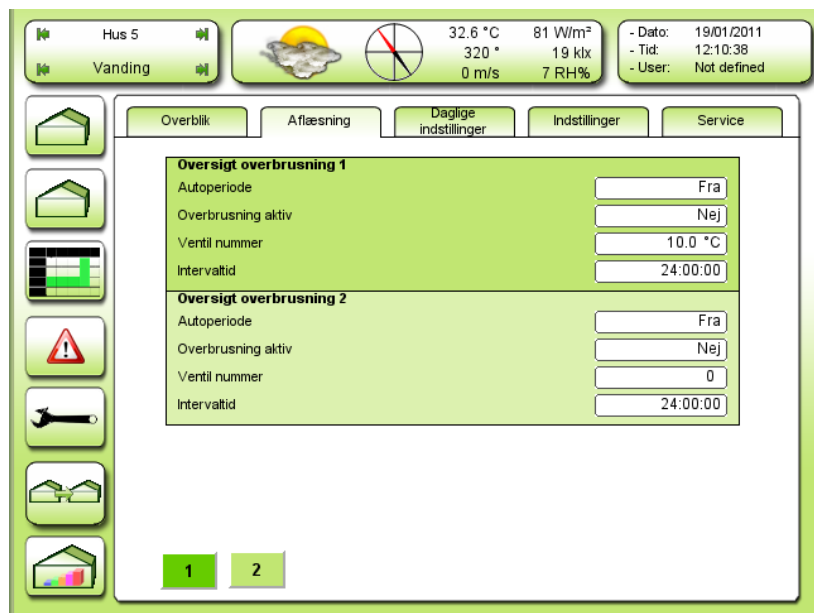 Hus 5
Vanding
32.6 °C 81 W/m²
320 ° 19 klx
0 m/s 7 RH%
- Dato: 19/01/2011
- Tid: 12:10:38
- User: Not defined
Overblik
Aflæsning
Daglige
indstillinger
Indstillinger
Service
Oversigt overbrusning 1
Autoperiode Fra
Overbrusning aktiv Nej
Ventil nummer 10.0 °C
Intervaltid 24:00:00
Oversigt overbrusning 2
Autoperiode Fra
Overbrusning aktiv Nej
Ventil nummer 0
Intervaltid 24:00:00
1 2